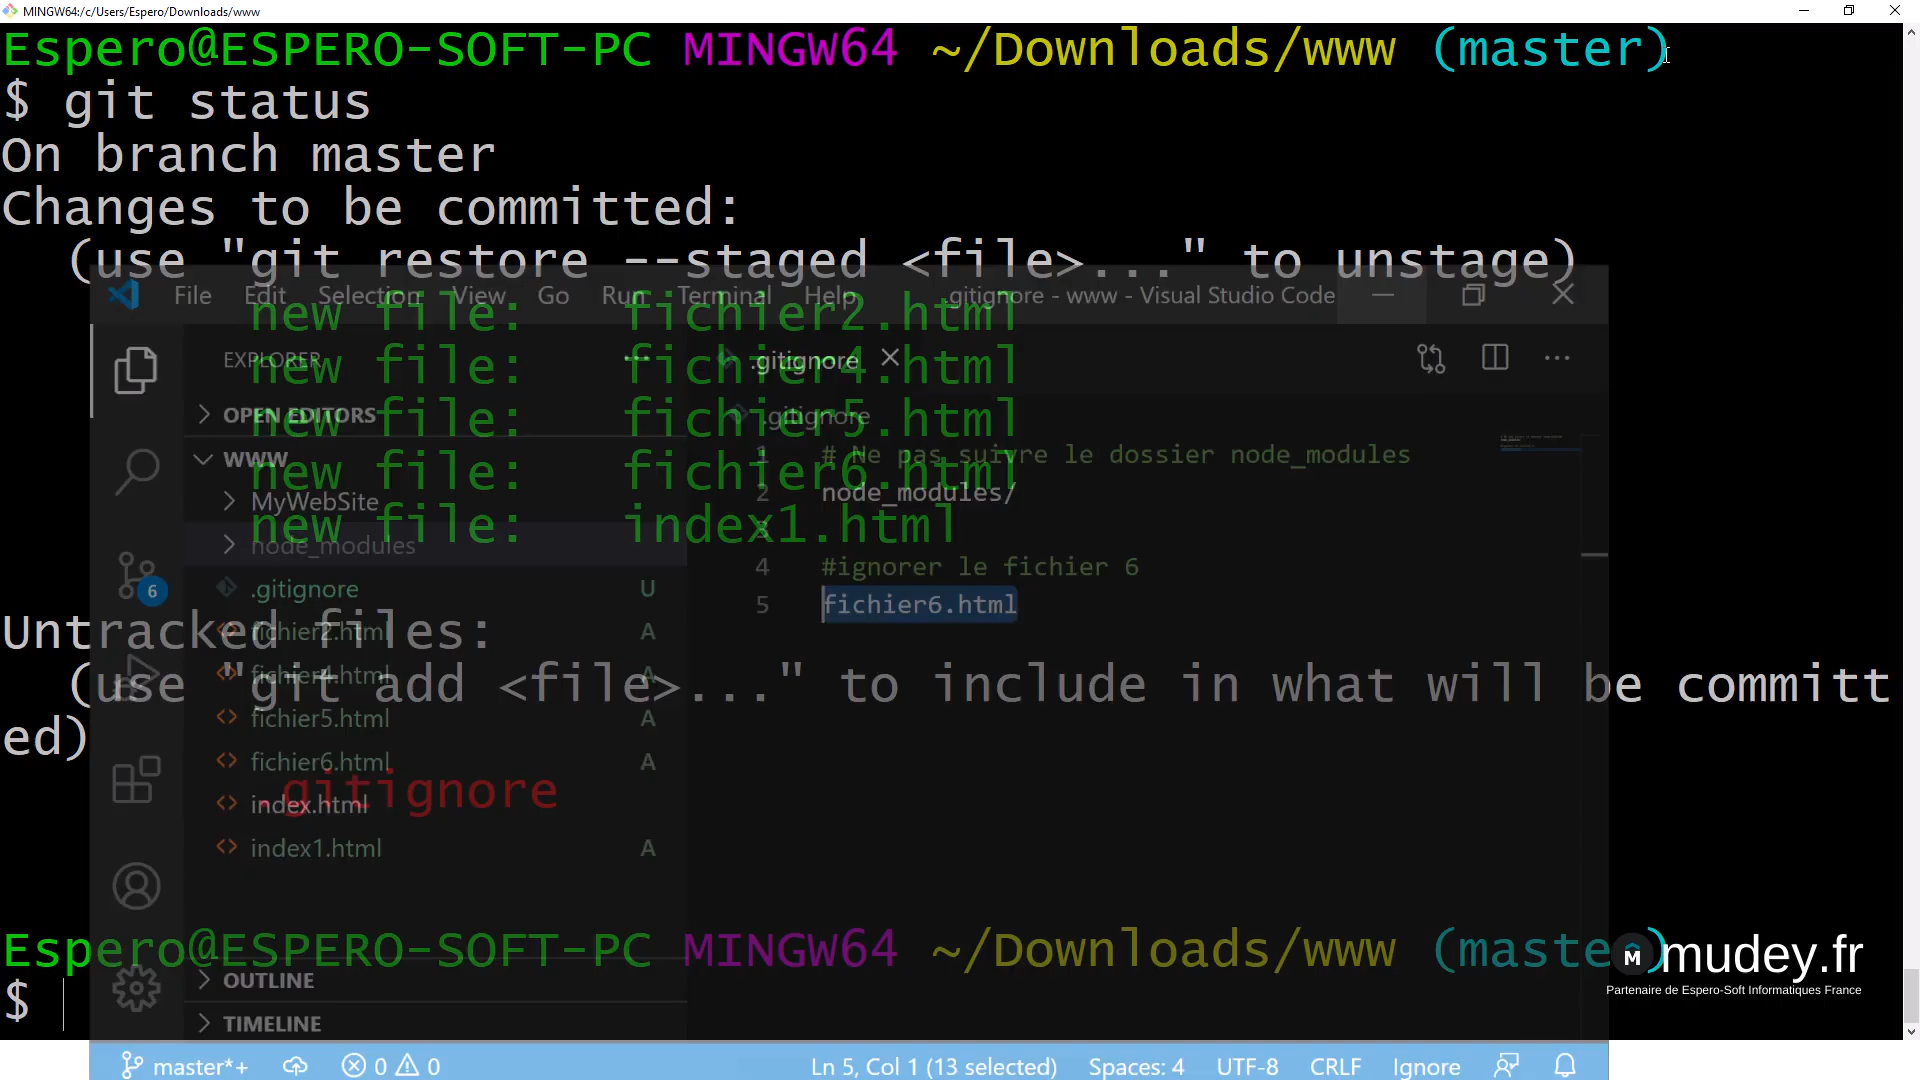 MINGW64:/c/Users/Espero/Downloads/www
Espero@ESPERO-SOFT-PC MINGW64 ~/Downloads/www (master)
$ git status
On branch master
Changes to be committed:
(use "git restore --staged <file>..." to unstage)
new file: fichier2.html
new file: fichier4.html
new file: fichier5.html
new file: fichier6.html
new file: index1.html
Untracked files:
(use "git add <file>..." to include in what will be committ
ed)
.gitignore
Espero@ESPERO-SOFT-PC MINGW64 ~/Downloads/www (master)
$
File Edit Selection View Go Run Terminal Help .gitignore - www - Visual Studio Code
EXPLORER
OPEN EDITORS
WWW
MyWebSite
node_modules
.gitignore U
fichier2.html A
fichier4.html A
fichier5.html A
fichier6.html A
index.html
index1.html A
OUTLINE
TIMELINE
6
.gitignore
.gitignore
1 # Ne pas suivre le dossier node_modules
2 node_modules/
3
4 #ignorer le fichier 6
5 fichier6.html
master*+ 0 0 Ln 5, Col 1 (13 selected) Spaces: 4 UTF-8 CRLF Ignore
M mudey.fr
Partenaire de Espero-Soft Informatiques France